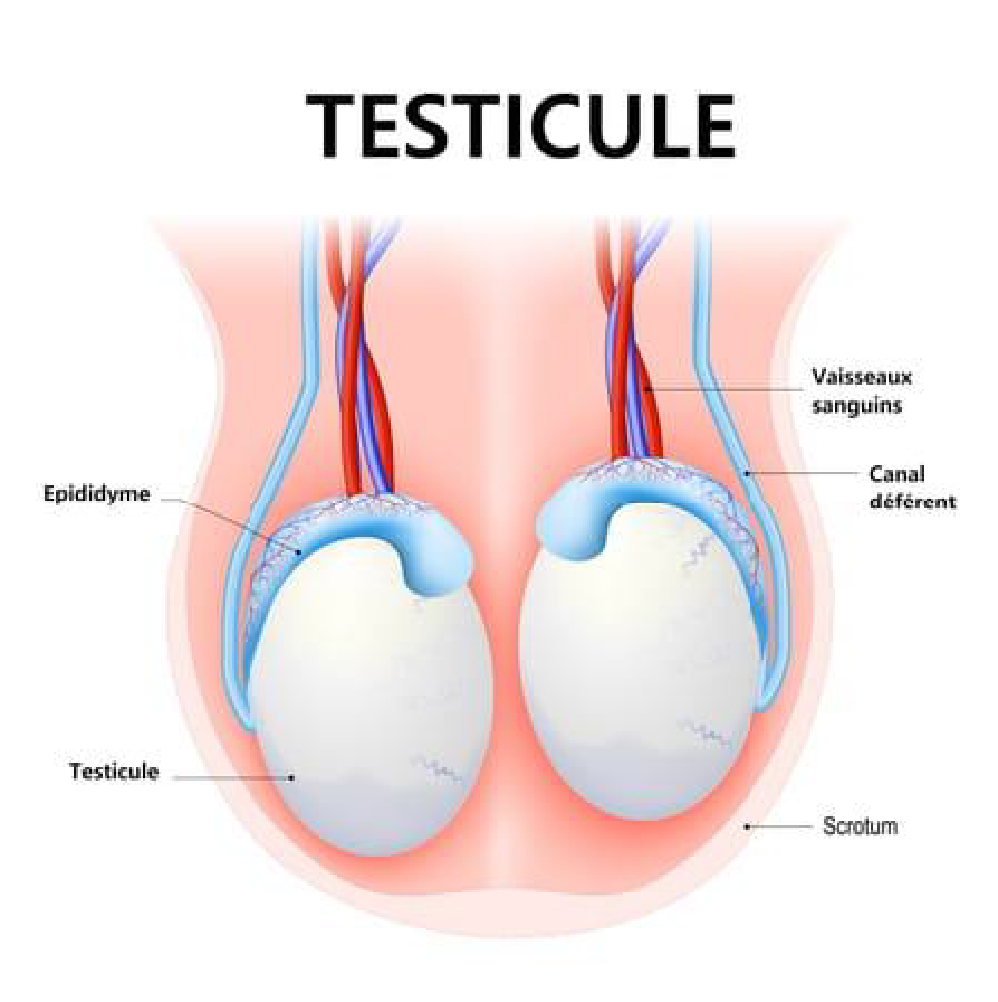 TESTICULE
Vaisseaux
sanguins
Canal
déférent
Epididyme
Testicule
Scrotum